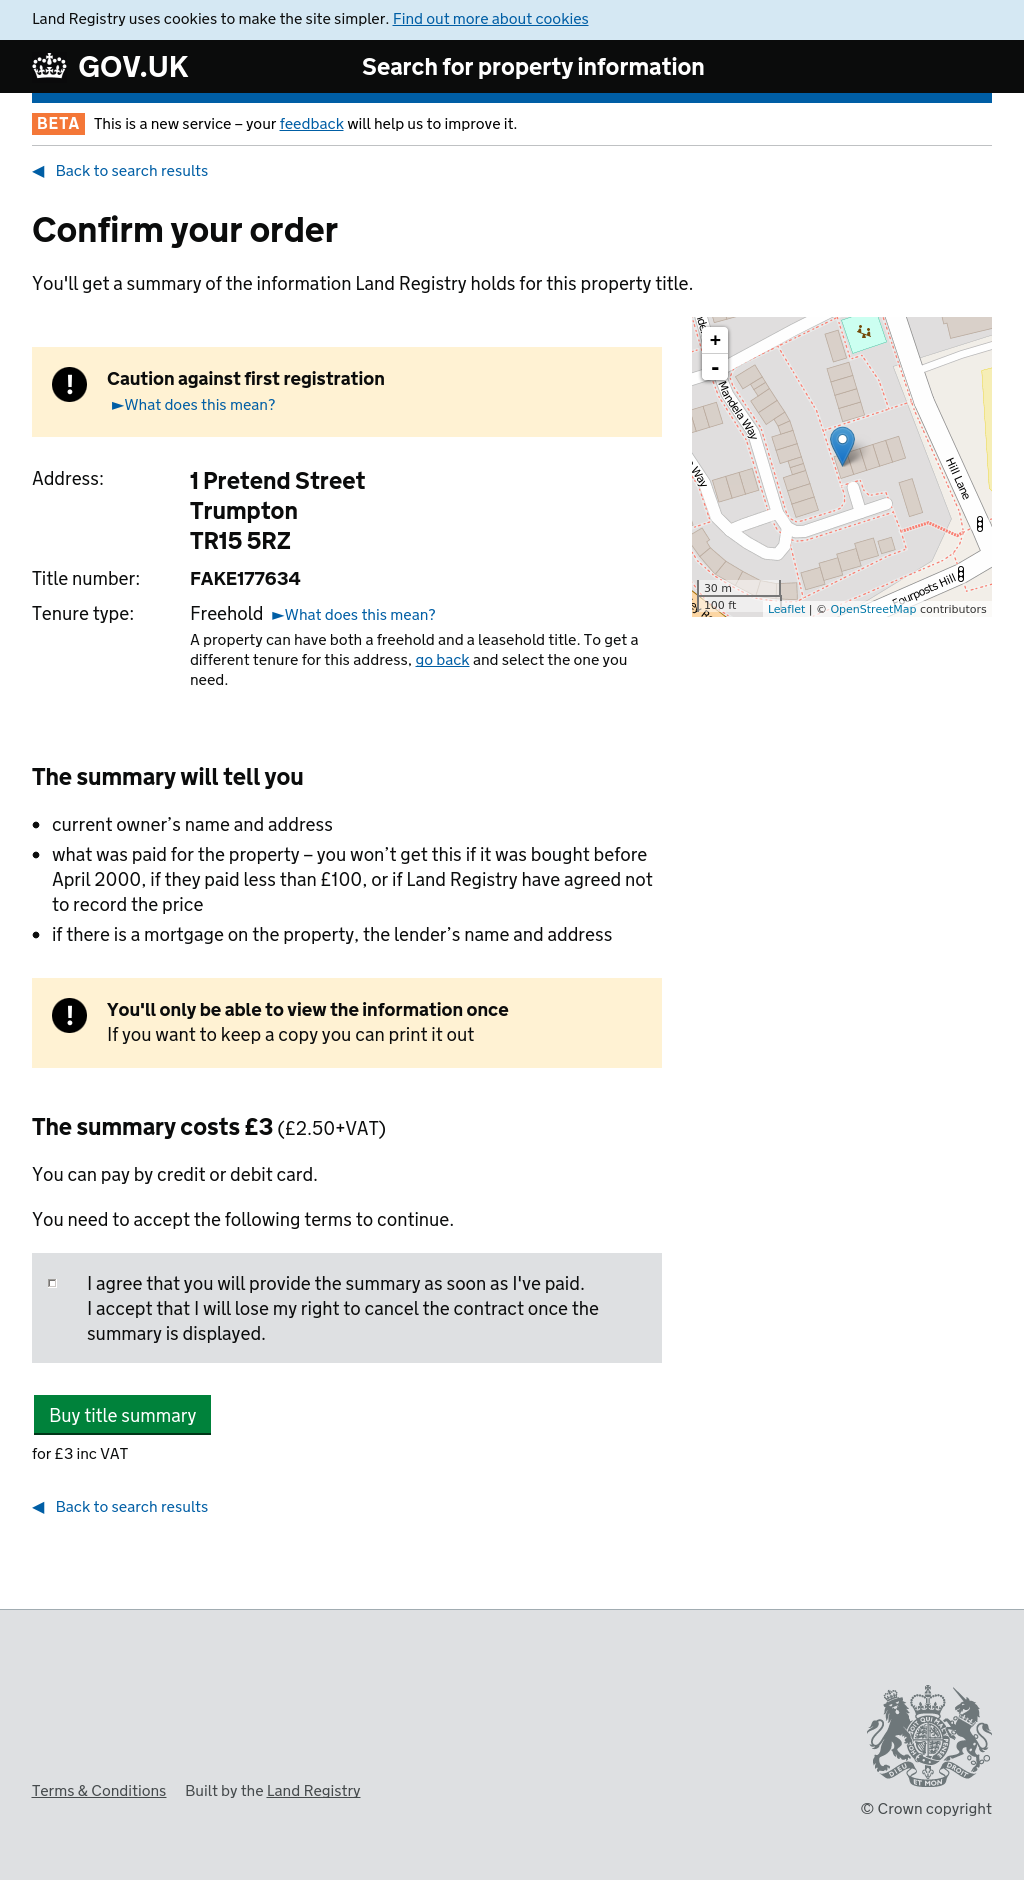 Land Registry uses cookies to make the site simpler. Find out more about cookies
GOV.UK
Search for property information
BETA This is a new service – your feedback will help us to improve it.
◀ Back to search results
Confirm your order
You'll get a summary of the information Land Registry holds for this property title.
Caution against first registration
►What does this mean?
Address: 1 Pretend Street
Trumpton
TR15 5RZ
Title number: FAKE177634
Tenure type: Freehold ►What does this mean?
A property can have both a freehold and a leasehold title. To get a
different tenure for this address, go back and select the one you
need.
+
-
Mandela Way
Way
Hill Lane
Fourposts Hill
30 m
100 ft
Leaflet | © OpenStreetMap contributors
The summary will tell you
• current owner’s name and address
• what was paid for the property – you won’t get this if it was bought before
April 2000, if they paid less than £100, or if Land Registry have agreed not
to record the price
• if there is a mortgage on the property, the lender’s name and address
You'll only be able to view the information once
If you want to keep a copy you can print it out
The summary costs £3 (£2.50+VAT)
You can pay by credit or debit card.
You need to accept the following terms to continue.
I agree that you will provide the summary as soon as I've paid.
I accept that I will lose my right to cancel the contract once the
summary is displayed.
Buy title summary
for £3 inc VAT
◀ Back to search results
Terms & Conditions Built by the Land Registry
© Crown copyright